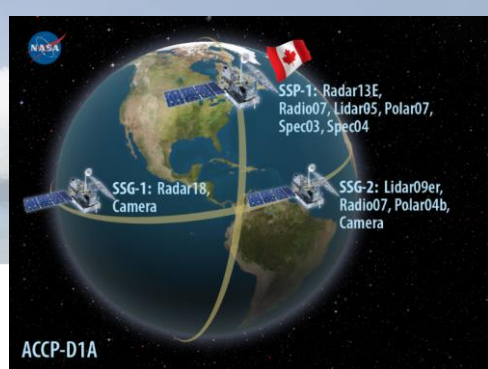 NASA
SSP-1: Radar13E,
Radio07, Lidar05, Polar07,
Spec03, Spec04
SSG-1: Radar18,
Camera
SSG-2: Lidar09er,
Radio07, Polar04b,
Camera
ACCP-D1A